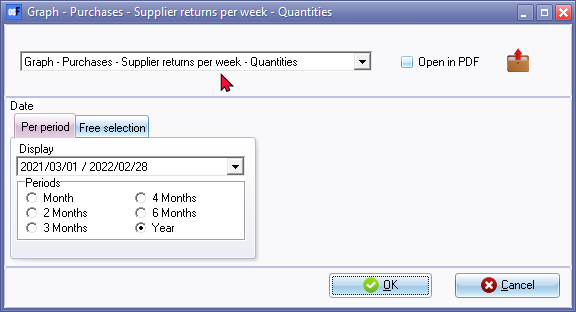 Graph - Purchases - Supplier returns per week - Quantities
Graph - Purchases - Supplier returns per week - Quantities
Open in PDF
Date
Per period
Free selection
Display
2021/03/01 / 2022/02/28
Periods
Month
4 Months
2 Months
6 Months
3 Months
Year
OK
Cancel